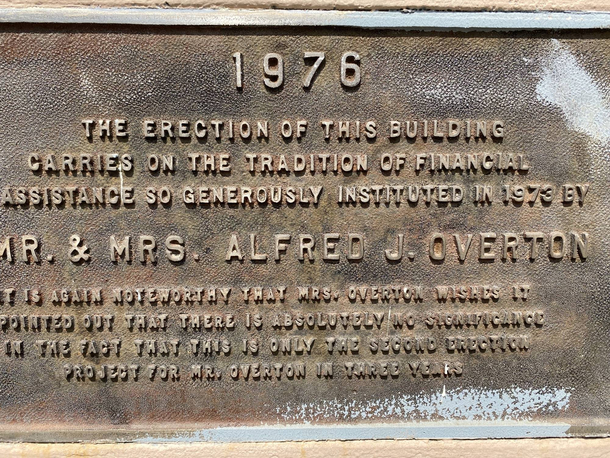 1976
THE ERECTION OF THIS BUILDING
CARRIES ON THE TRADITION OF FINANCIAL
ASSISTANCE SO GENEROUSLY INSTITUTED IN 1973 BY
MR. & MRS. ALFRED J. OVERTON
IT IS AGAIN NOTEWORTHY THAT MRS. OVERTON WISHES IT
POINTED OUT THAT THERE IS ABSOLUTELY NO SIGNIFICANCE
IN THE FACT THAT THIS IS ONLY THE SECOND ERECTION
PROJECT FOR MR. OVERTON IN THREE YEARS